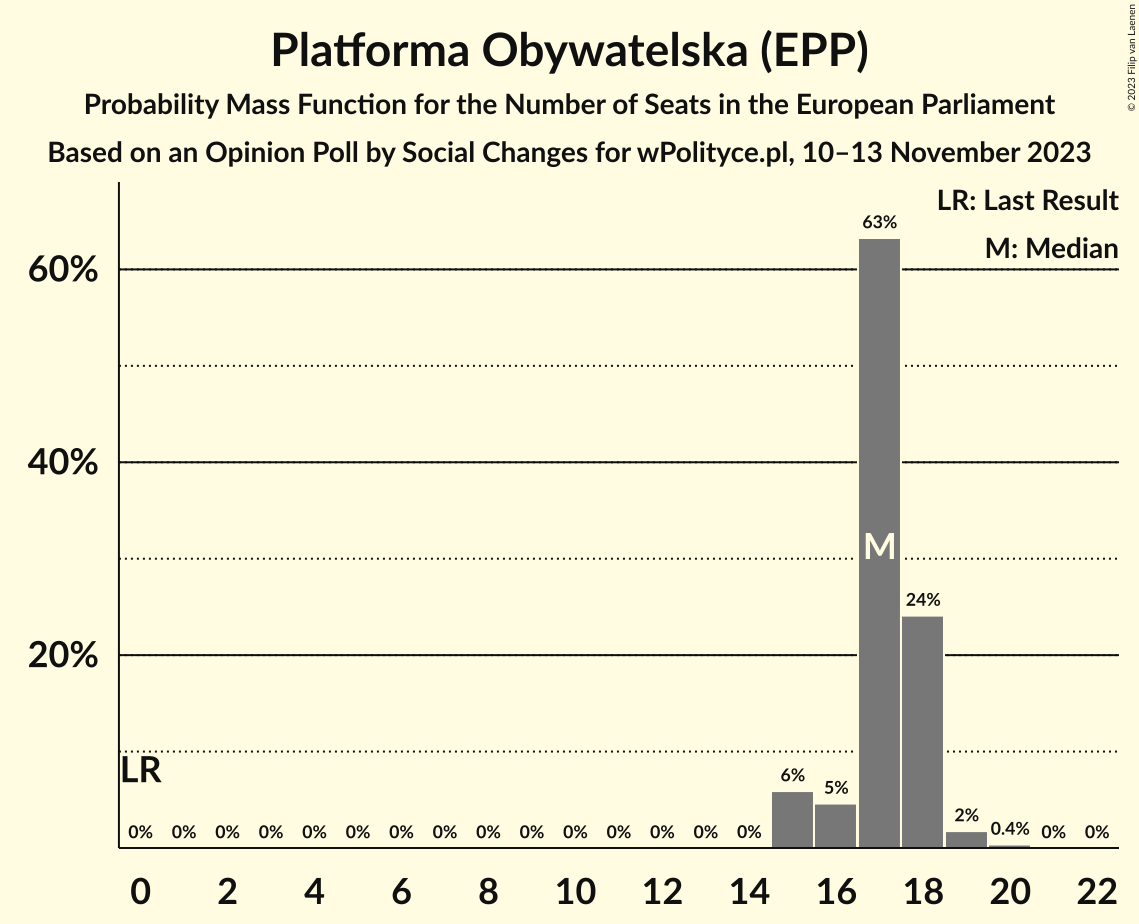 Platforma Obywatelska (EPP)
Probability Mass Function for the Number of Seats in the European Parliament
Based on an Opinion Poll by Social Changes for wPolityce.pl, 10–13 November 2023
© 2023 Filip van Laenen
LR: Last Result
M: Median
63%
60%
40%
M
24%
20%
LR
6%
5%
2%
0% 0% 0% 0% 0% 0% 0% 0% 0% 0% 0% 0% 0% 0% 0% 0.4% 0% 0%
0 2 4 6 8 10 12 14 16 18 20 22